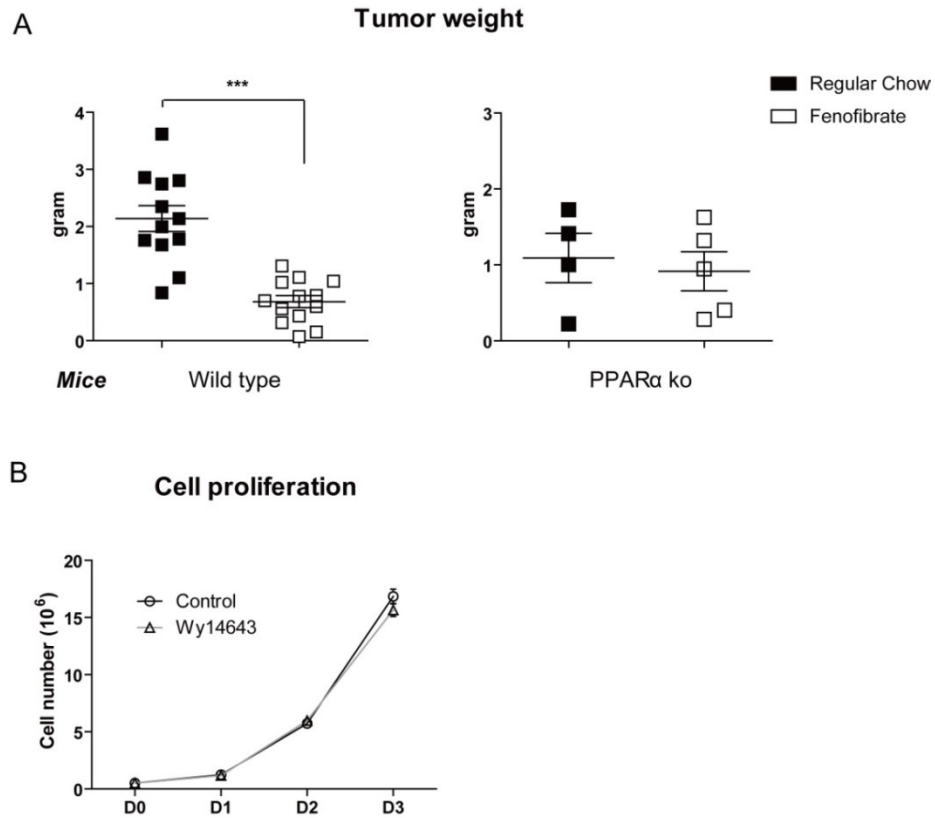 A
Tumor weight
Regular Chow
Fenofibrate
***
4
3
2
1
0
gram
3
2
1
0
gram
Mice Wild type PPARα ko
B
Cell proliferation
20
15
10
5
0
Cell number (10⁶)
Control
Wy14643
D0 D1 D2 D3